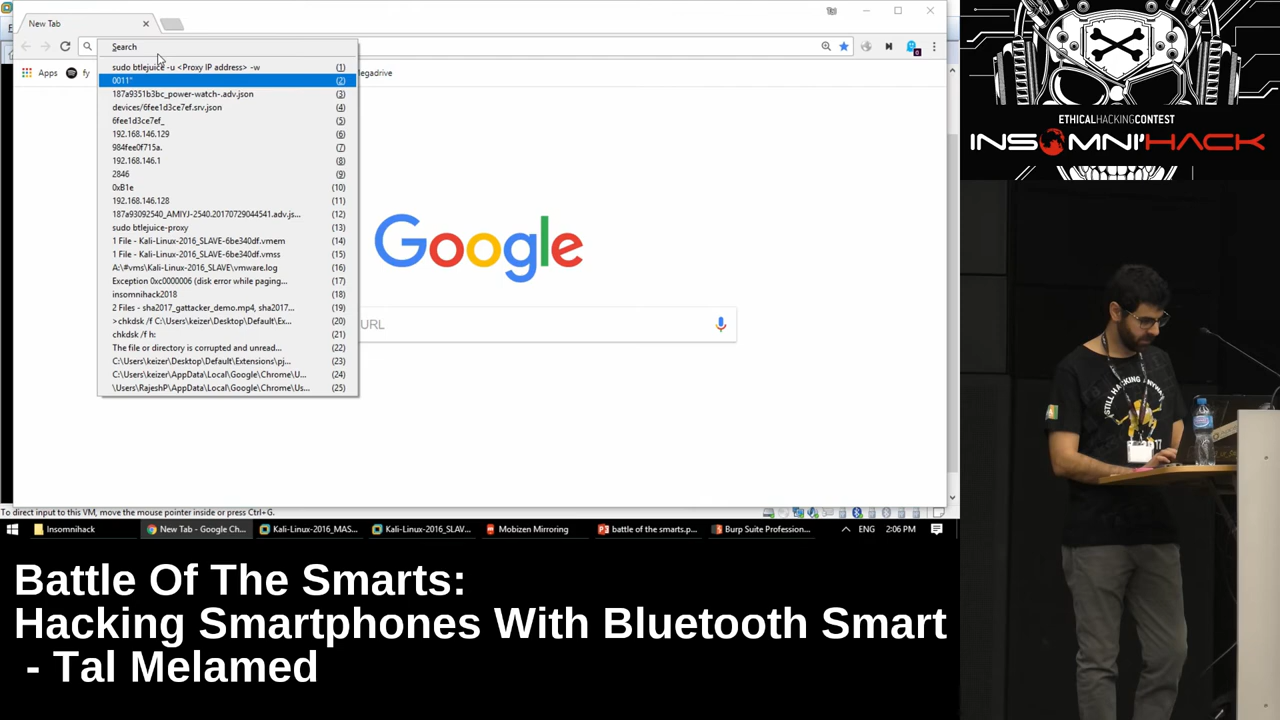 New Tab
Tal
Search
sudo btlejuice -u <Proxy IP address> -w (1)
0011" (2)
187a9351b3bc_power-watch-.adv.json (3)
devices/6fee1d3ce7ef.srv.json (4)
6fee1d3ce7ef_ (5)
192.168.146.129 (6)
984fee0f715a. (7)
192.168.146.1 (8)
2846 (9)
0xB1e (10)
192.168.146.128 (11)
187a93092540_AMIYJ-2540.20170729044541.adv.js... (12)
sudo btlejuice-proxy (13)
1 File - Kali-Linux-2016_SLAVE-6be340df.vmem (14)
1 File - Kali-Linux-2016_SLAVE-6be340df.vmss (15)
A:\#vms\Kali-Linux-2016_SLAVE\vmware.log (16)
Exception 0xc0000006 (disk error while paging... (17)
insomnihack2018 (18)
2 Files - sha2017_gattacker_demo.mp4, sha2017... (19)
>chkdsk /f C:\Users\keizer\Desktop\Default\Ex... (20)
chkdsk /f h: (21)
The file or directory is corrupted and unread... (22)
C:\Users\keizer\Desktop\Default\Extensions\pj... (23)
C:\Users\keizer\AppData\Local\Google\Chrome\U... (24)
\Users\RajeshP\AppData\Local\Google\Chrome\Us... (25)
Apps
fy
legadrive
Google
URL
To direct input to this VM, move the mouse pointer inside or press Ctrl+G.
Insomnihack
New Tab - Google Ch...
Kali-Linux-2016_MAS...
Kali-Linux-2016_SLAV...
Mobizen Mirroring
battle of the smarts.p...
Burp Suite Profession...
ENG
2:06 PM
ETHICALHACKINGCONTEST
INSOMNI'HACK
STILL HACKING ANYWAY
Battle Of The Smarts:
Hacking Smartphones With Bluetooth Smart
- Tal Melamed